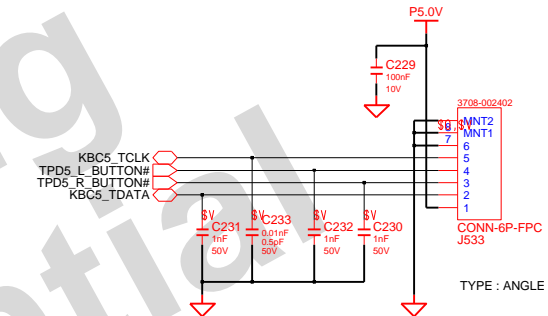 P5.0V
C229
100nF
10V
3708-002402
MNT2
MNT1
8
7
6
5
4
3
2
1
CONN-6P-FPC
J533
KBC5_TCLK
TPD5_L_BUTTON#
TPD5_R_BUTTON#
KBC5_TDATA
$V
$V
$V
$V
C231
1nF
50V
C233
0.01nF
0.5pF
50V
C232
1nF
50V
C230
1nF
50V
TYPE : ANGLE